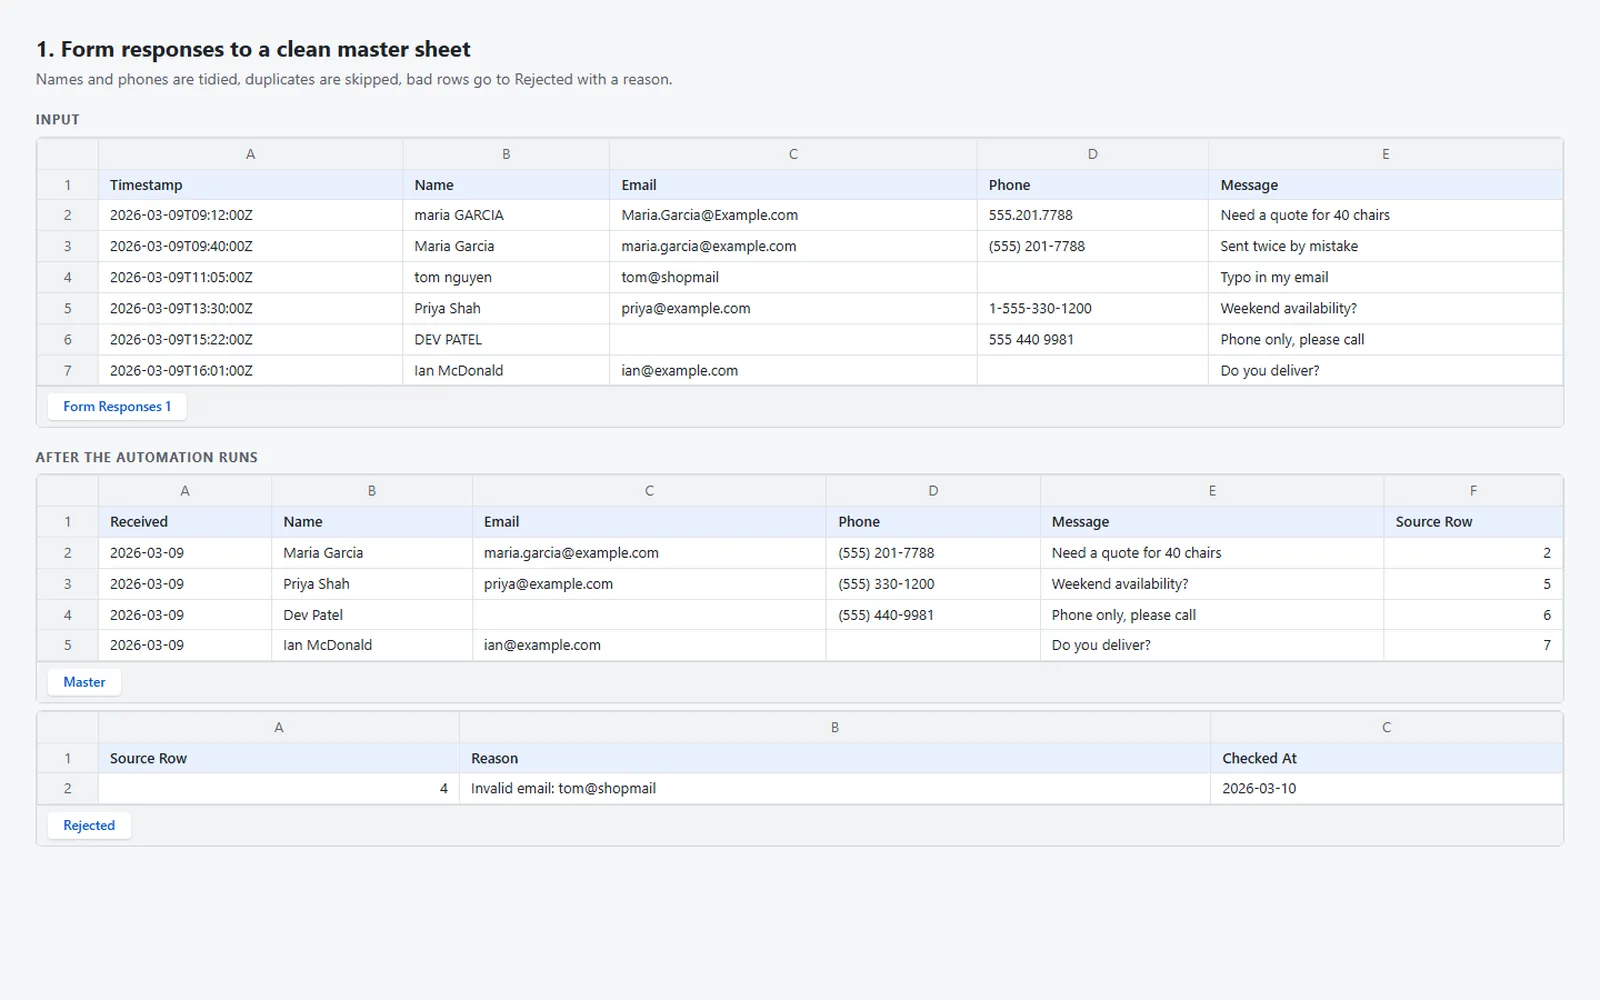 1. Form responses to a clean master sheet
Names and phones are tidied, duplicates are skipped, bad rows go to Rejected with a reason.
INPUT
A B C D E
1 Timestamp Name Email Phone Message
2 2026-03-09T09:12:00Z maria GARCIA Maria.Garcia@Example.com 555.201.7788 Need a quote for 40 chairs
3 2026-03-09T09:40:00Z Maria Garcia maria.garcia@example.com (555) 201-7788 Sent twice by mistake
4 2026-03-09T11:05:00Z tom nguyen tom@shopmail Typo in my email
5 2026-03-09T13:30:00Z Priya Shah priya@example.com 1-555-330-1200 Weekend availability?
6 2026-03-09T15:22:00Z DEV PATEL 555 440 9981 Phone only, please call
7 2026-03-09T16:01:00Z Ian McDonald ian@example.com Do you deliver?
Form Responses 1
AFTER THE AUTOMATION RUNS
A B C D E F
1 Received Name Email Phone Message Source Row
2 2026-03-09 Maria Garcia maria.garcia@example.com (555) 201-7788 Need a quote for 40 chairs 2
3 2026-03-09 Priya Shah priya@example.com (555) 330-1200 Weekend availability? 5
4 2026-03-09 Dev Patel (555) 440-9981 Phone only, please call 6
5 2026-03-09 Ian McDonald ian@example.com Do you deliver? 7
Master
A B C
1 Source Row Reason Checked At
2 4 Invalid email: tom@shopmail 2026-03-10
Rejected